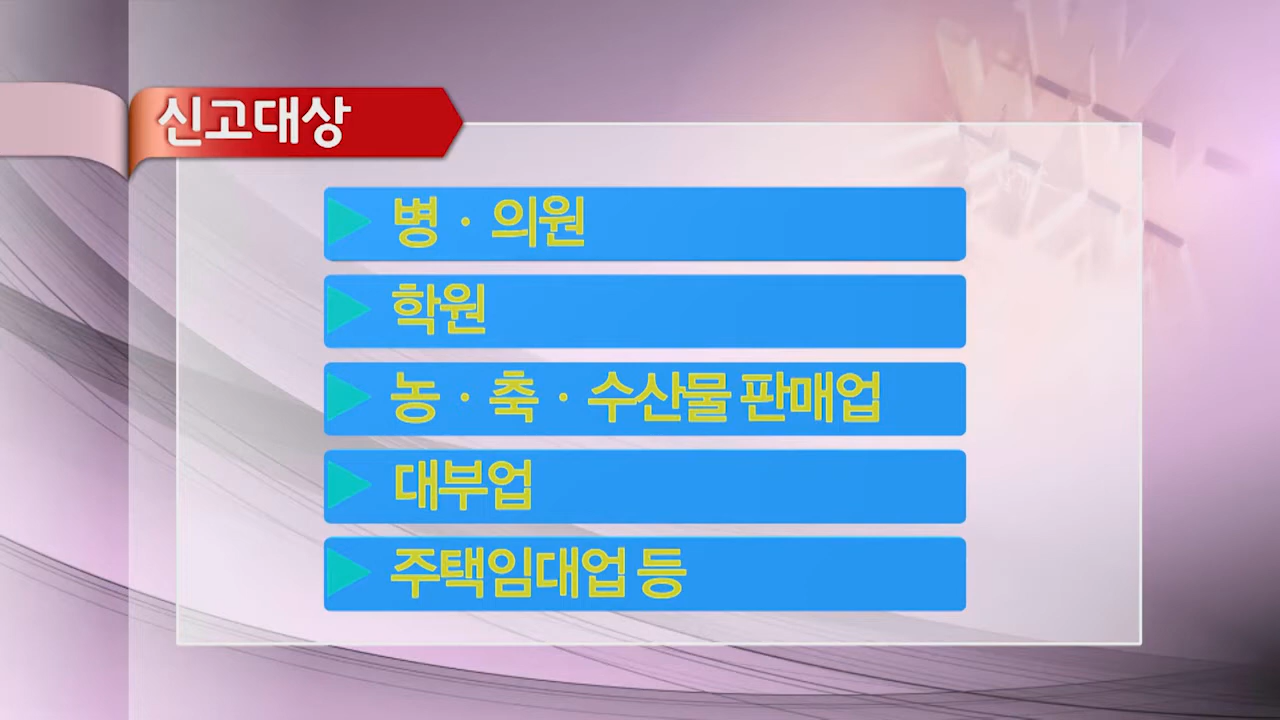 신고대상
병 · 의원
학원
농 · 축 · 수산물 판매업
대부업
주택임대업 등